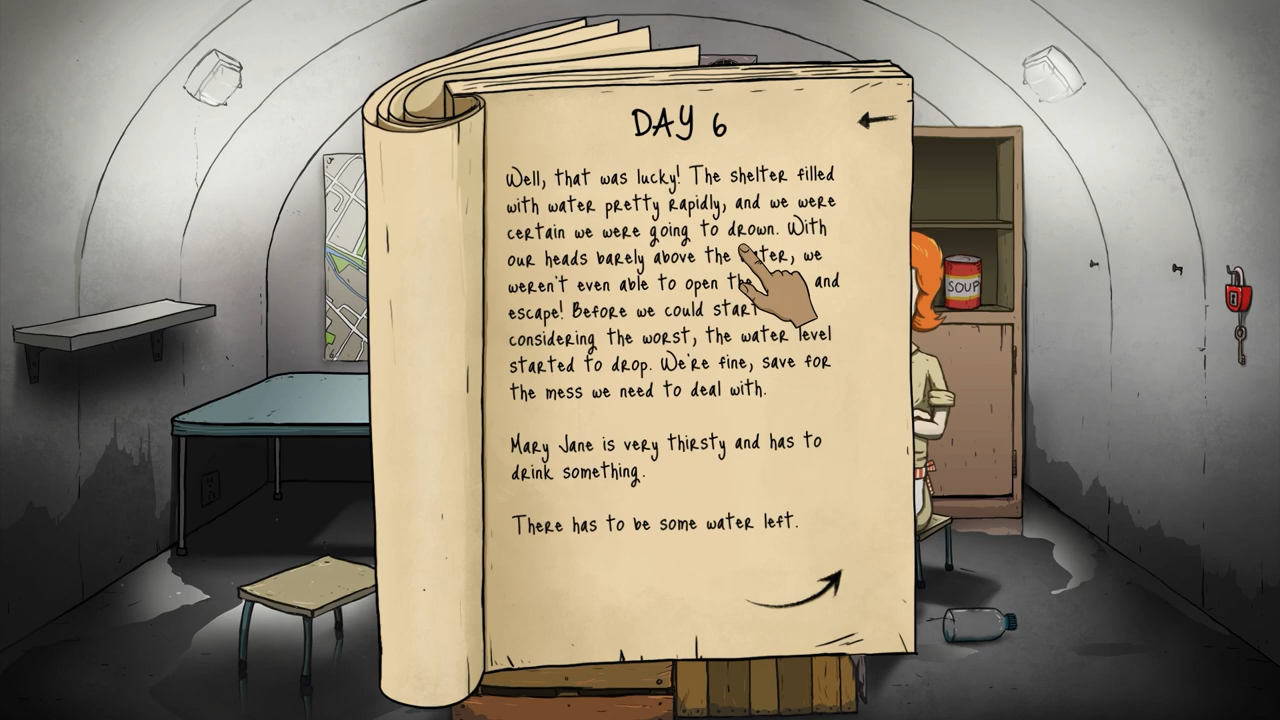 DAY 6
Well, that was lucky! The shelter filled
with water pretty rapidly, and we were
certain we were going to drown. With
our heads barely above the water, we
weren't even able to open the and
escape! Before we could start
considering the worst, the water level
started to drop. We're fine, save for
the mess we need to deal with.
Mary Jane is very thirsty and has to
drink something.
There has to be some water left.
SOUP